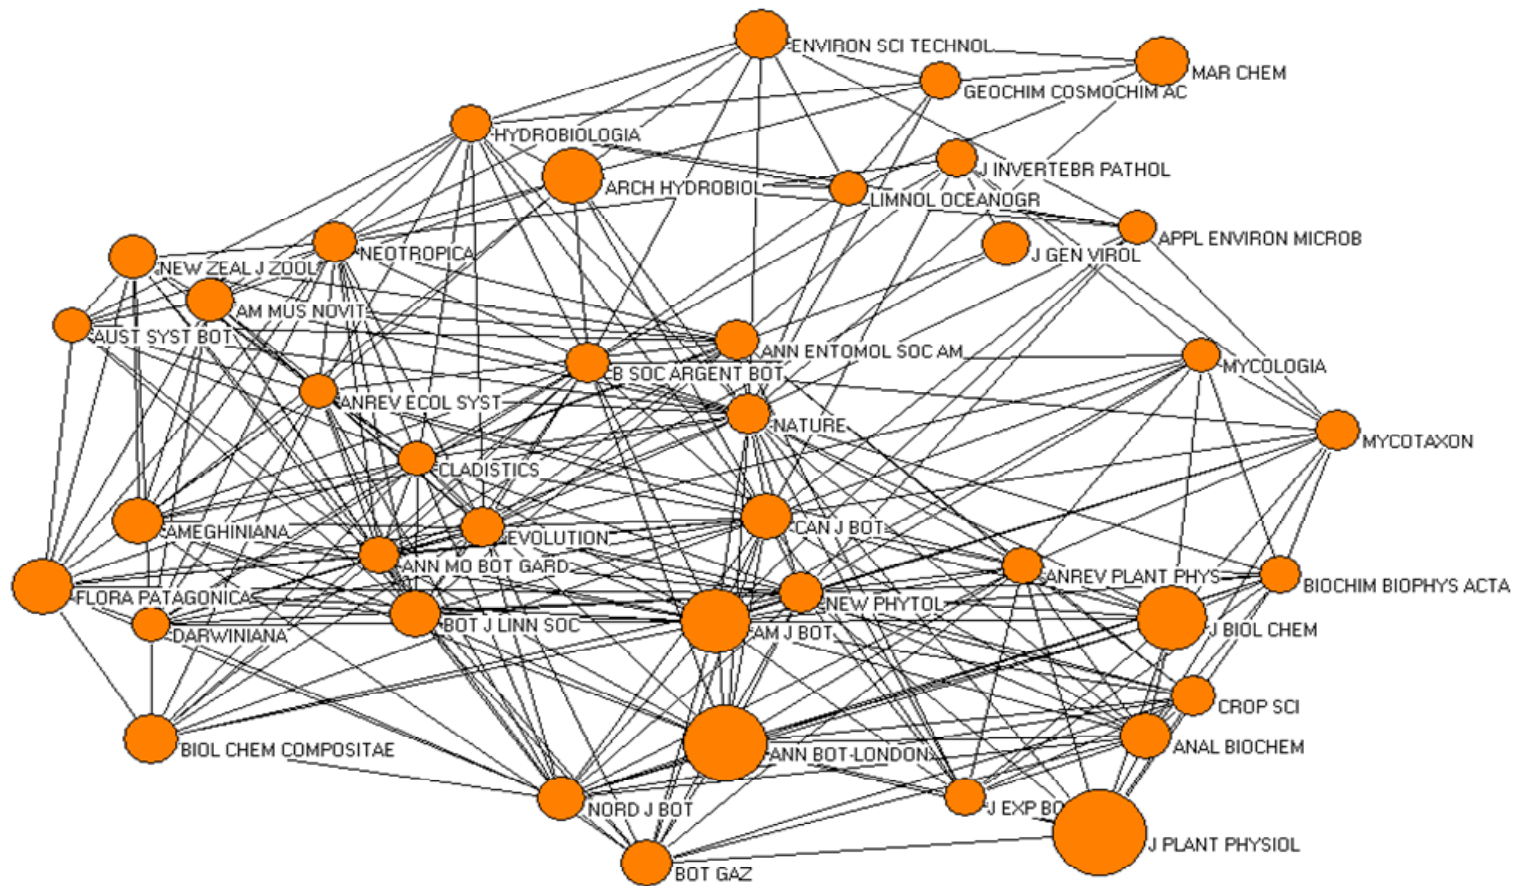 ENVIRON SCI TECHNOL
MAR CHEM
GEOCHIM COSMOCHIM AC
HYDROBIOLOGIA
J INVERTEBR PATHOL
ARCH HYDROBIOL
LIMNOL OCEANOGR
APPL ENVIRON MICROB
NEOTROPICA
J GEN VIROL
NEW ZEAL J ZOOL
AM MUS NOVIT
AUST SYST BOT
ANN ENTOMOL SOC AM
MYCOLOGIA
B SOC ARGENT BOT
ANREV ECOL SYST
NATURE
MYCOTAXON
CLADISTICS
CAN J BOT
AMEGHINIANA
EVOLUTION
ANN MO BOT GARD
ANREV PLANT PHYS
BIOCHIM BIOPHYS ACTA
FLORA PATAGONICA
NEW PHYTOL
BOT J LINN SOC
AM J BOT
J BIOL CHEM
DARWINIANA
CROP SCI
BIOL CHEM COMPOSITAE
ANN BOT-LONDON
ANAL BIOCHEM
NORD J BOT
J EXP BO
J PLANT PHYSIOL
BOT GAZ